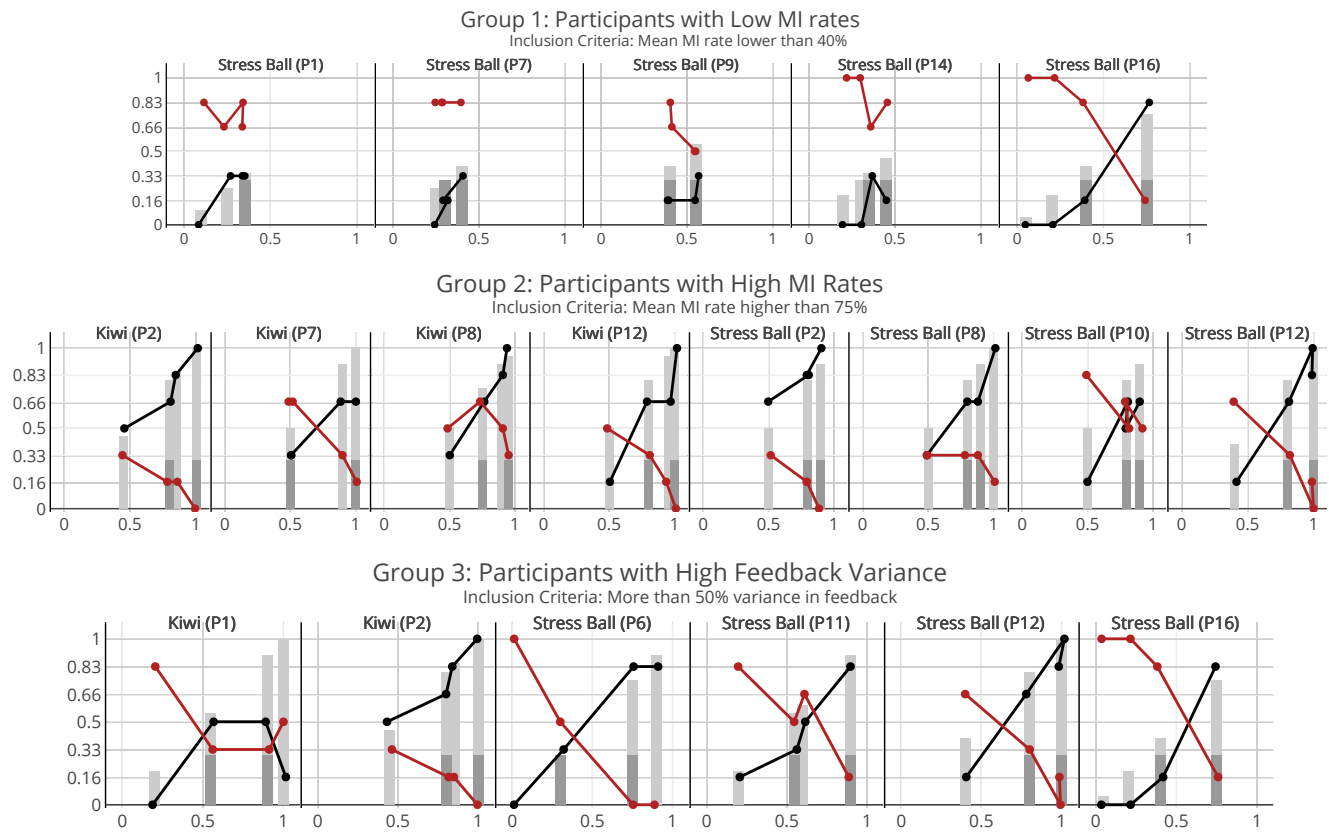 Group 1: Participants with Low MI rates
Inclusion Criteria: Mean MI rate lower than 40%
Stress Ball (P1) Stress Ball (P7) Stress Ball (P9) Stress Ball (P14) Stress Ball (P16)
1
0.83
0.66
0.5
0.33
0.16
0
0 0.5 1 0 0.5 1 0 0.5 1 0 0.5 1 0 0.5 1
Group 2: Participants with High MI Rates
Inclusion Criteria: Mean MI rate higher than 75%
Kiwi (P2) Kiwi (P7) Kiwi (P8) Kiwi (P12) Stress Ball (P2) Stress Ball (P8) Stress Ball (P10) Stress Ball (P12)
1
0.83
0.66
0.5
0.33
0.16
0
0 0.5 1 0 0.5 1 0 0.5 1 0 0.5 1 0 0.5 1 0 0.5 1 0 0.5 1 0 0.5 1
Group 3: Participants with High Feedback Variance
Inclusion Criteria: More than 50% variance in feedback
Kiwi (P1) Kiwi (P2) Stress Ball (P6) Stress Ball (P11) Stress Ball (P12) Stress Ball (P16)
1
0.83
0.66
0.5
0.33
0.16
0
0 0.5 1 0 0.5 1 0 0.5 1 0 0.5 1 0 0.5 1 0 0.5 1